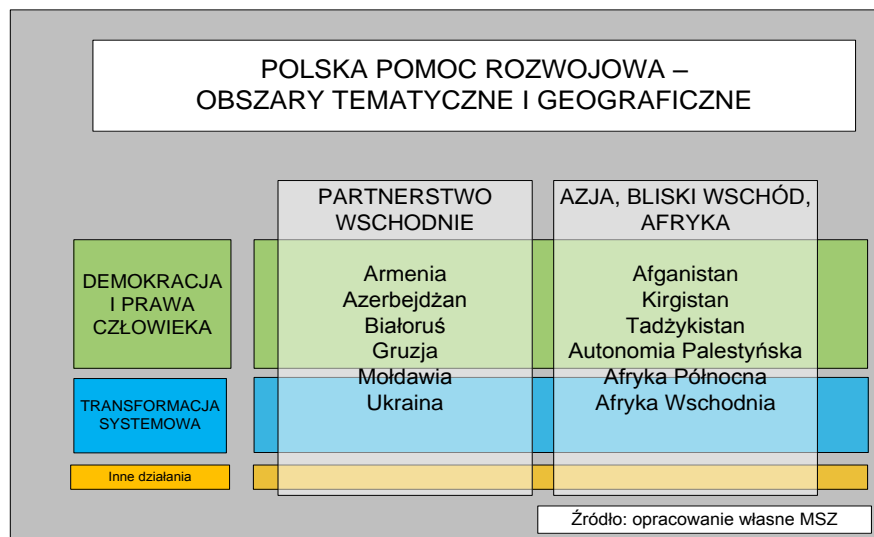 POLSKA POMOC ROZWOJOWA –
OBSZARY TEMATYCZNE I GEOGRAFICZNE
PARTNERSTWO
WSCHODNIE
AZJA, BLISKI WSCHÓD,
AFRYKA
DEMOKRACJA
I PRAWA
CZŁOWIEKA
Armenia
Azerbejdżan
Białoruś
Gruzja
Mołdawia
Ukraina
Afganistan
Kirgistan
Tadżykistan
Autonomia Palestyńska
Afryka Północna
Afryka Wschodnia
TRANSFORMACJA
SYSTEMOWA
Inne działania
Źródło: opracowanie własne MSZ